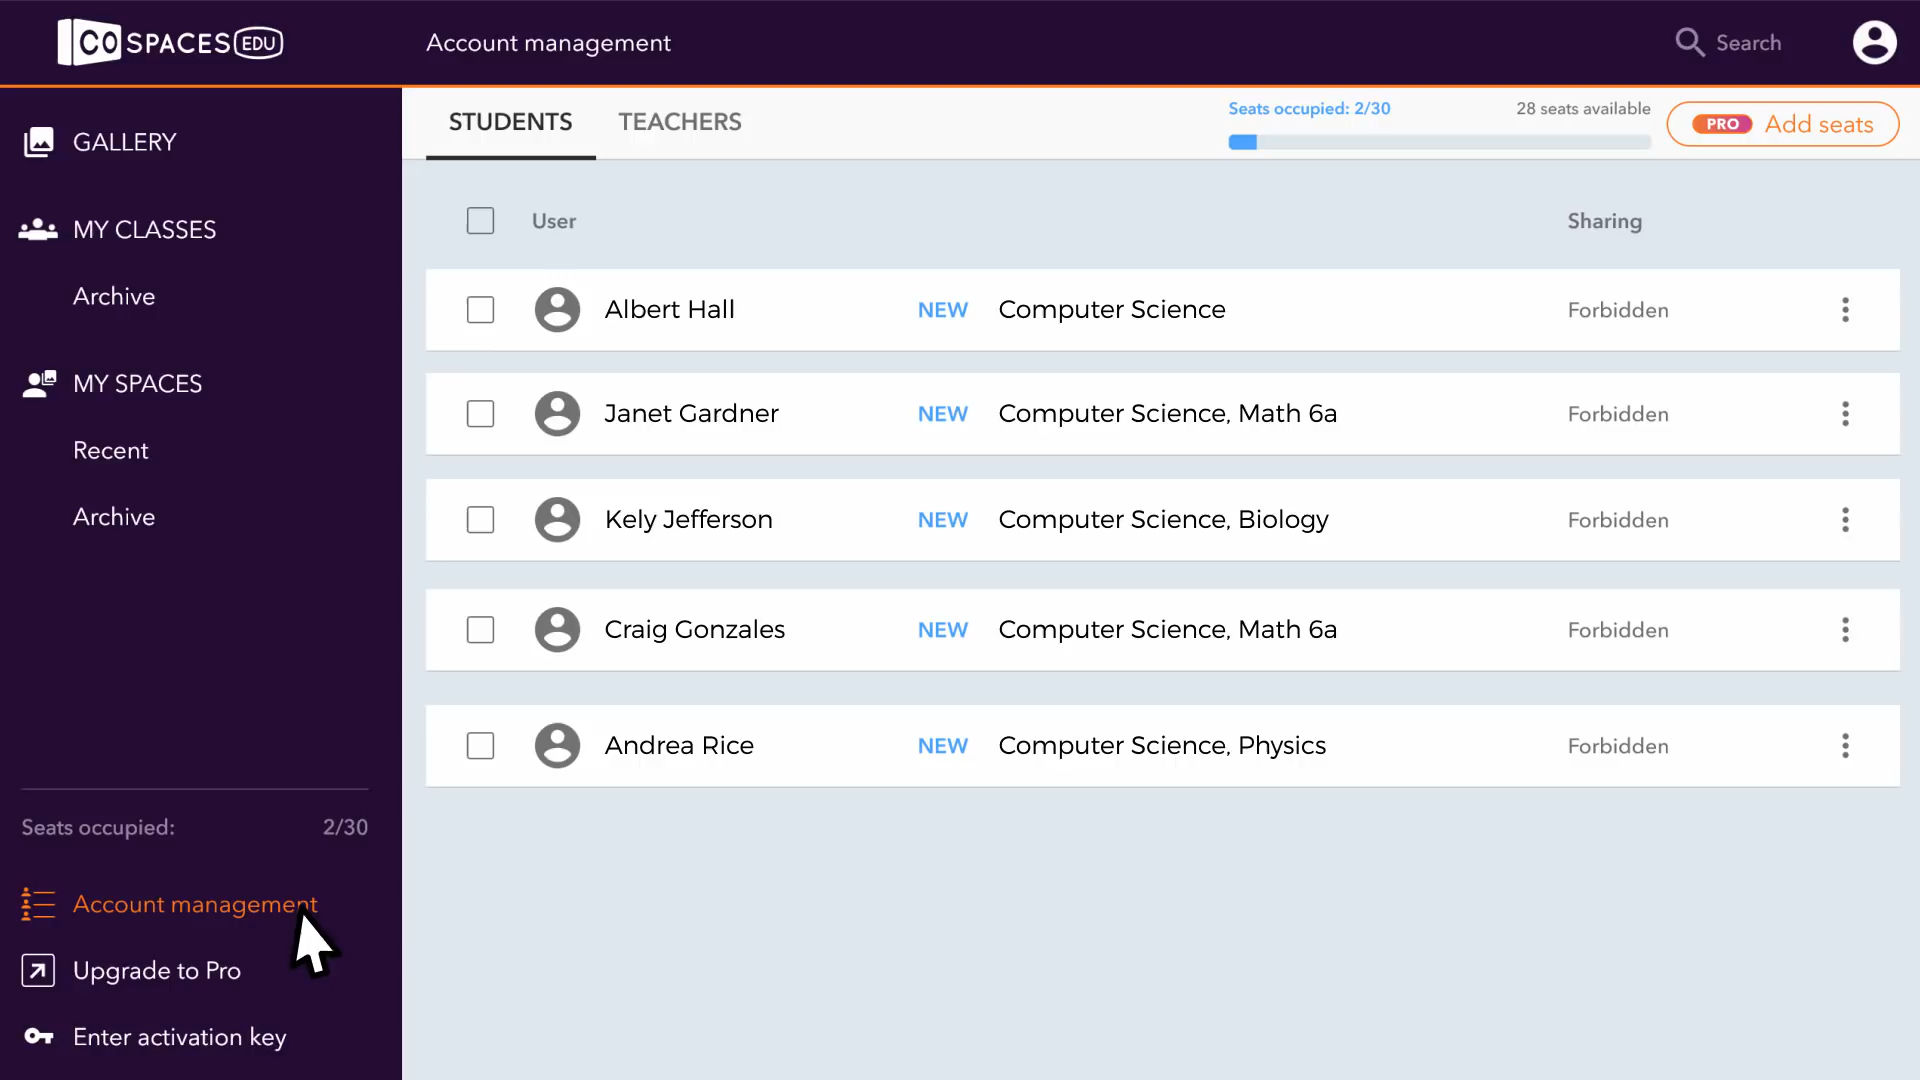 COSPACES EDU
Account management
Search
GALLERY
MY CLASSES
Archive
MY SPACES
Recent
Archive
Seats occupied: 2/30
Account management
Upgrade to Pro
Enter activation key
STUDENTS TEACHERS
Seats occupied: 2/30 28 seats available
PRO Add seats
User Sharing
Albert Hall NEW Computer Science Forbidden
Janet Gardner NEW Computer Science, Math 6a Forbidden
Kely Jefferson NEW Computer Science, Biology Forbidden
Craig Gonzales NEW Computer Science, Math 6a Forbidden
Andrea Rice NEW Computer Science, Physics Forbidden